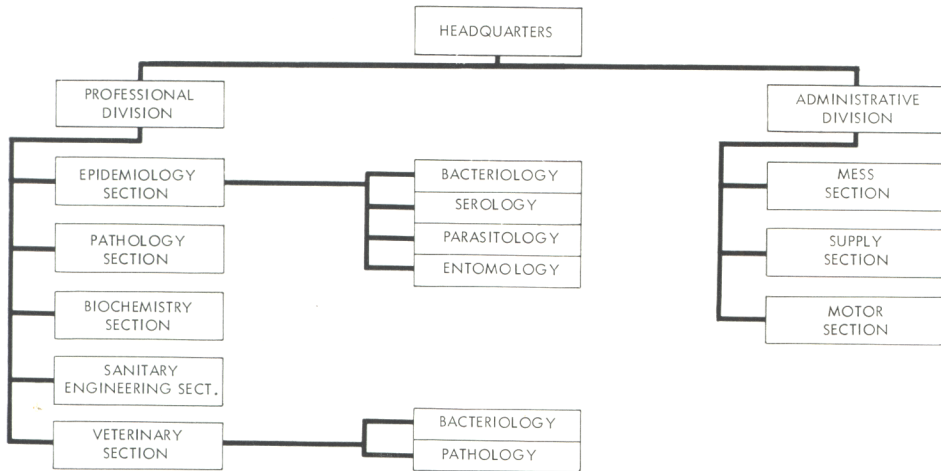 HEADQUARTERS
PROFESSIONAL
DIVISION
ADMINISTRATIVE
DIVISION
EPIDEMIOLOGY
SECTION
BACTERIOLOGY
SEROLOGY
PARASITOLOGY
ENTOMOLOGY
MESS
SECTION
PATHOLOGY
SECTION
SUPPLY
SECTION
BIOCHEMISTRY
SECTION
MOTOR
SECTION
SANITARY
ENGINEERING SECT.
VETERINARY
SECTION
BACTERIOLOGY
PATHOLOGY